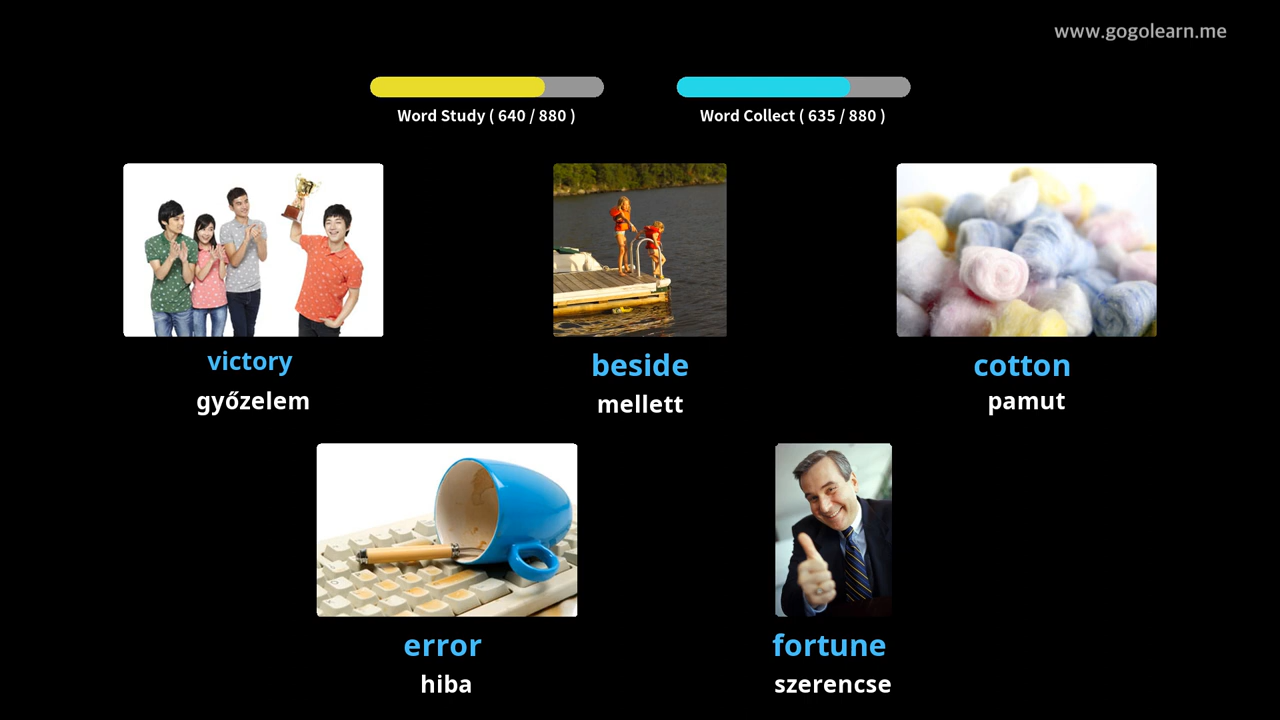 www.gogolearn.me
Word Study ( 640 / 880 )
Word Collect ( 635 / 880 )
victory
győzelem
beside
mellett
cotton
pamut
error
hiba
fortune
szerencse